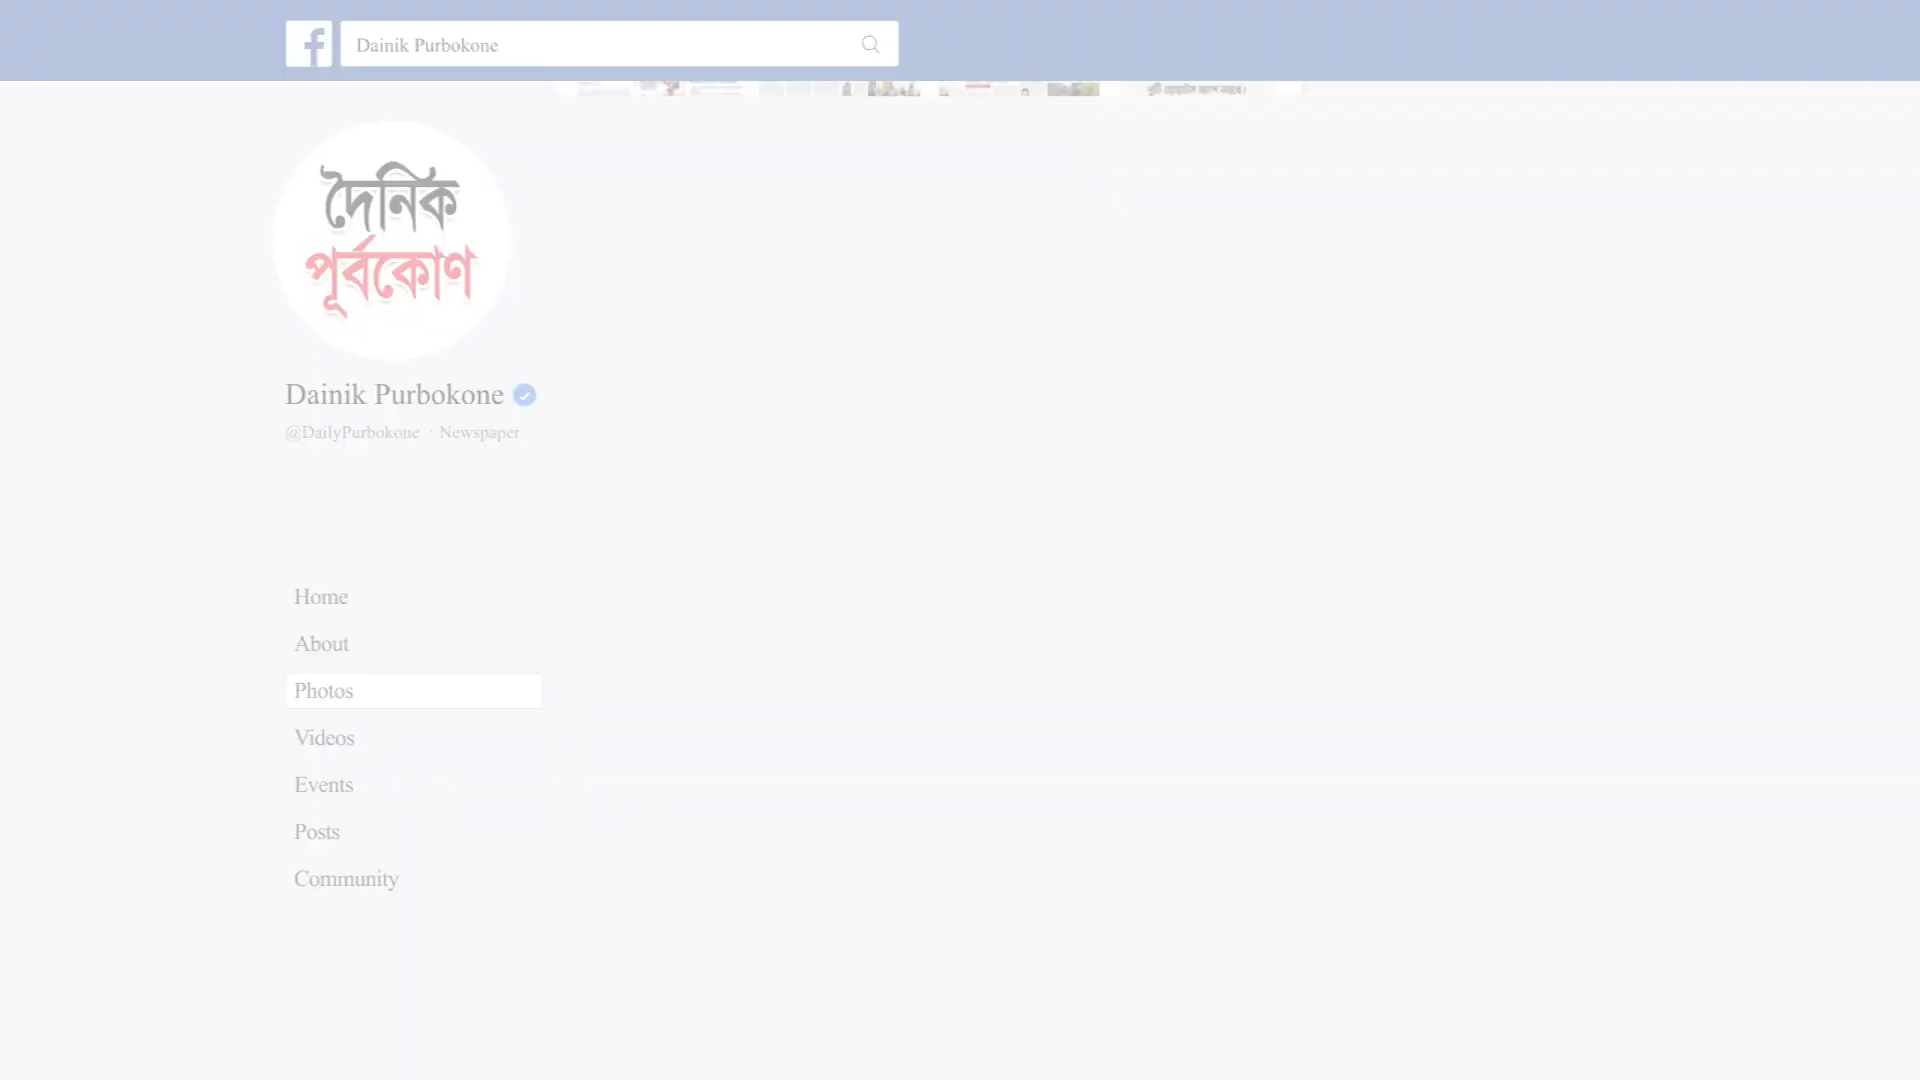 Dainik Purbokone
দৈনিক
পূর্বকোণ
Dainik Purbokone
@DailyPurbokone · Newspaper
Home
About
Photos
Videos
Events
Posts
Community